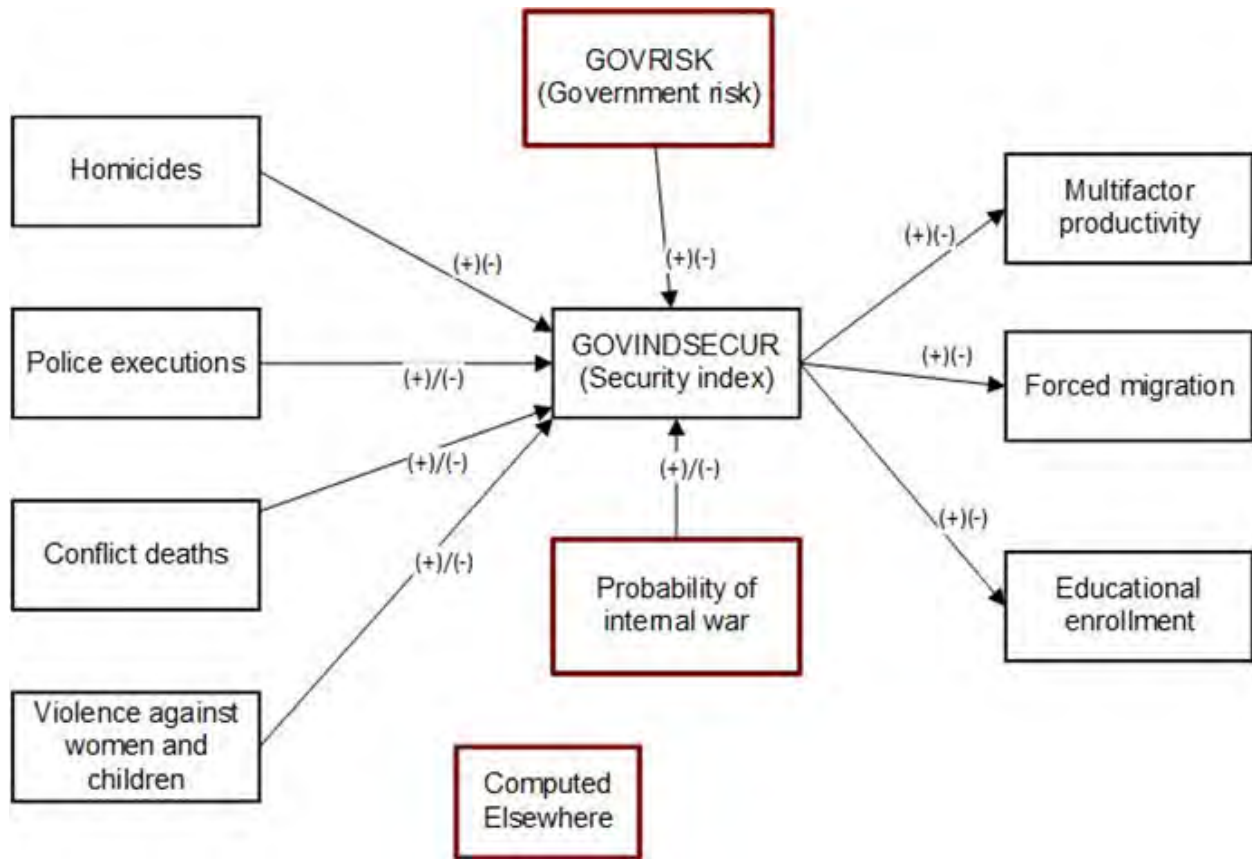 GOVRISK
(Government risk)
Homicides
Multifactor
productivity
(+)(-)
(+)(-)
(+)(-)
Police executions
(+)/(-)
GOVINDSECUR
(Security index)
(+)(-)
Forced migration
(+)/(-)
(+)/(-)
(+)(-)
Conflict deaths
(+)/(-)
Probability of
internal war
Educational
enrollment
Violence against
women and
children
Computed
Elsewhere